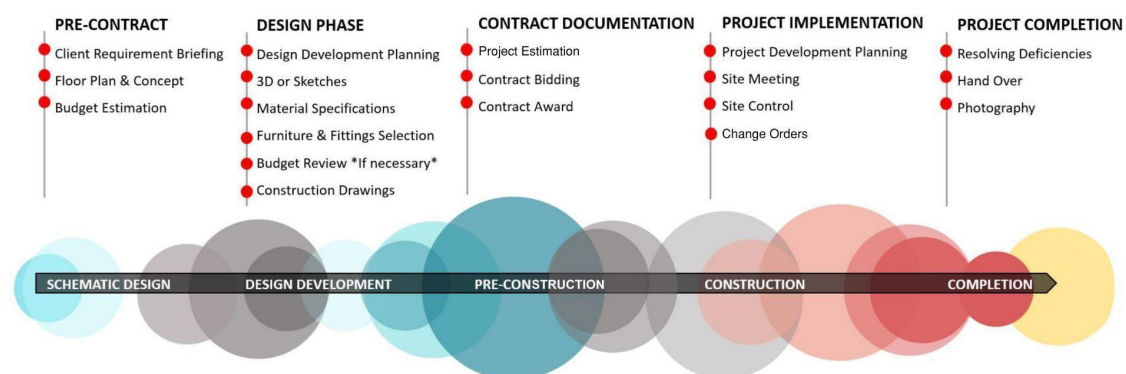 PRE-CONTRACT
Client Requirement Briefing
Floor Plan & Concept
Budget Estimation
DESIGN PHASE
Design Development Planning
3D or Sketches
Material Specifications
Furniture & Fittings Selection
Budget Review *If necessary*
Construction Drawings
CONTRACT DOCUMENTATION
Project Estimation
Contract Bidding
Contract Award
PROJECT IMPLEMENTATION
Project Development Planning
Site Meeting
Site Control
Change Orders
PROJECT COMPLETION
Resolving Deficiencies
Hand Over
Photography
SCHEMATIC DESIGN
DESIGN DEVELOPMENT
PRE-CONSTRUCTION
CONSTRUCTION
COMPLETION